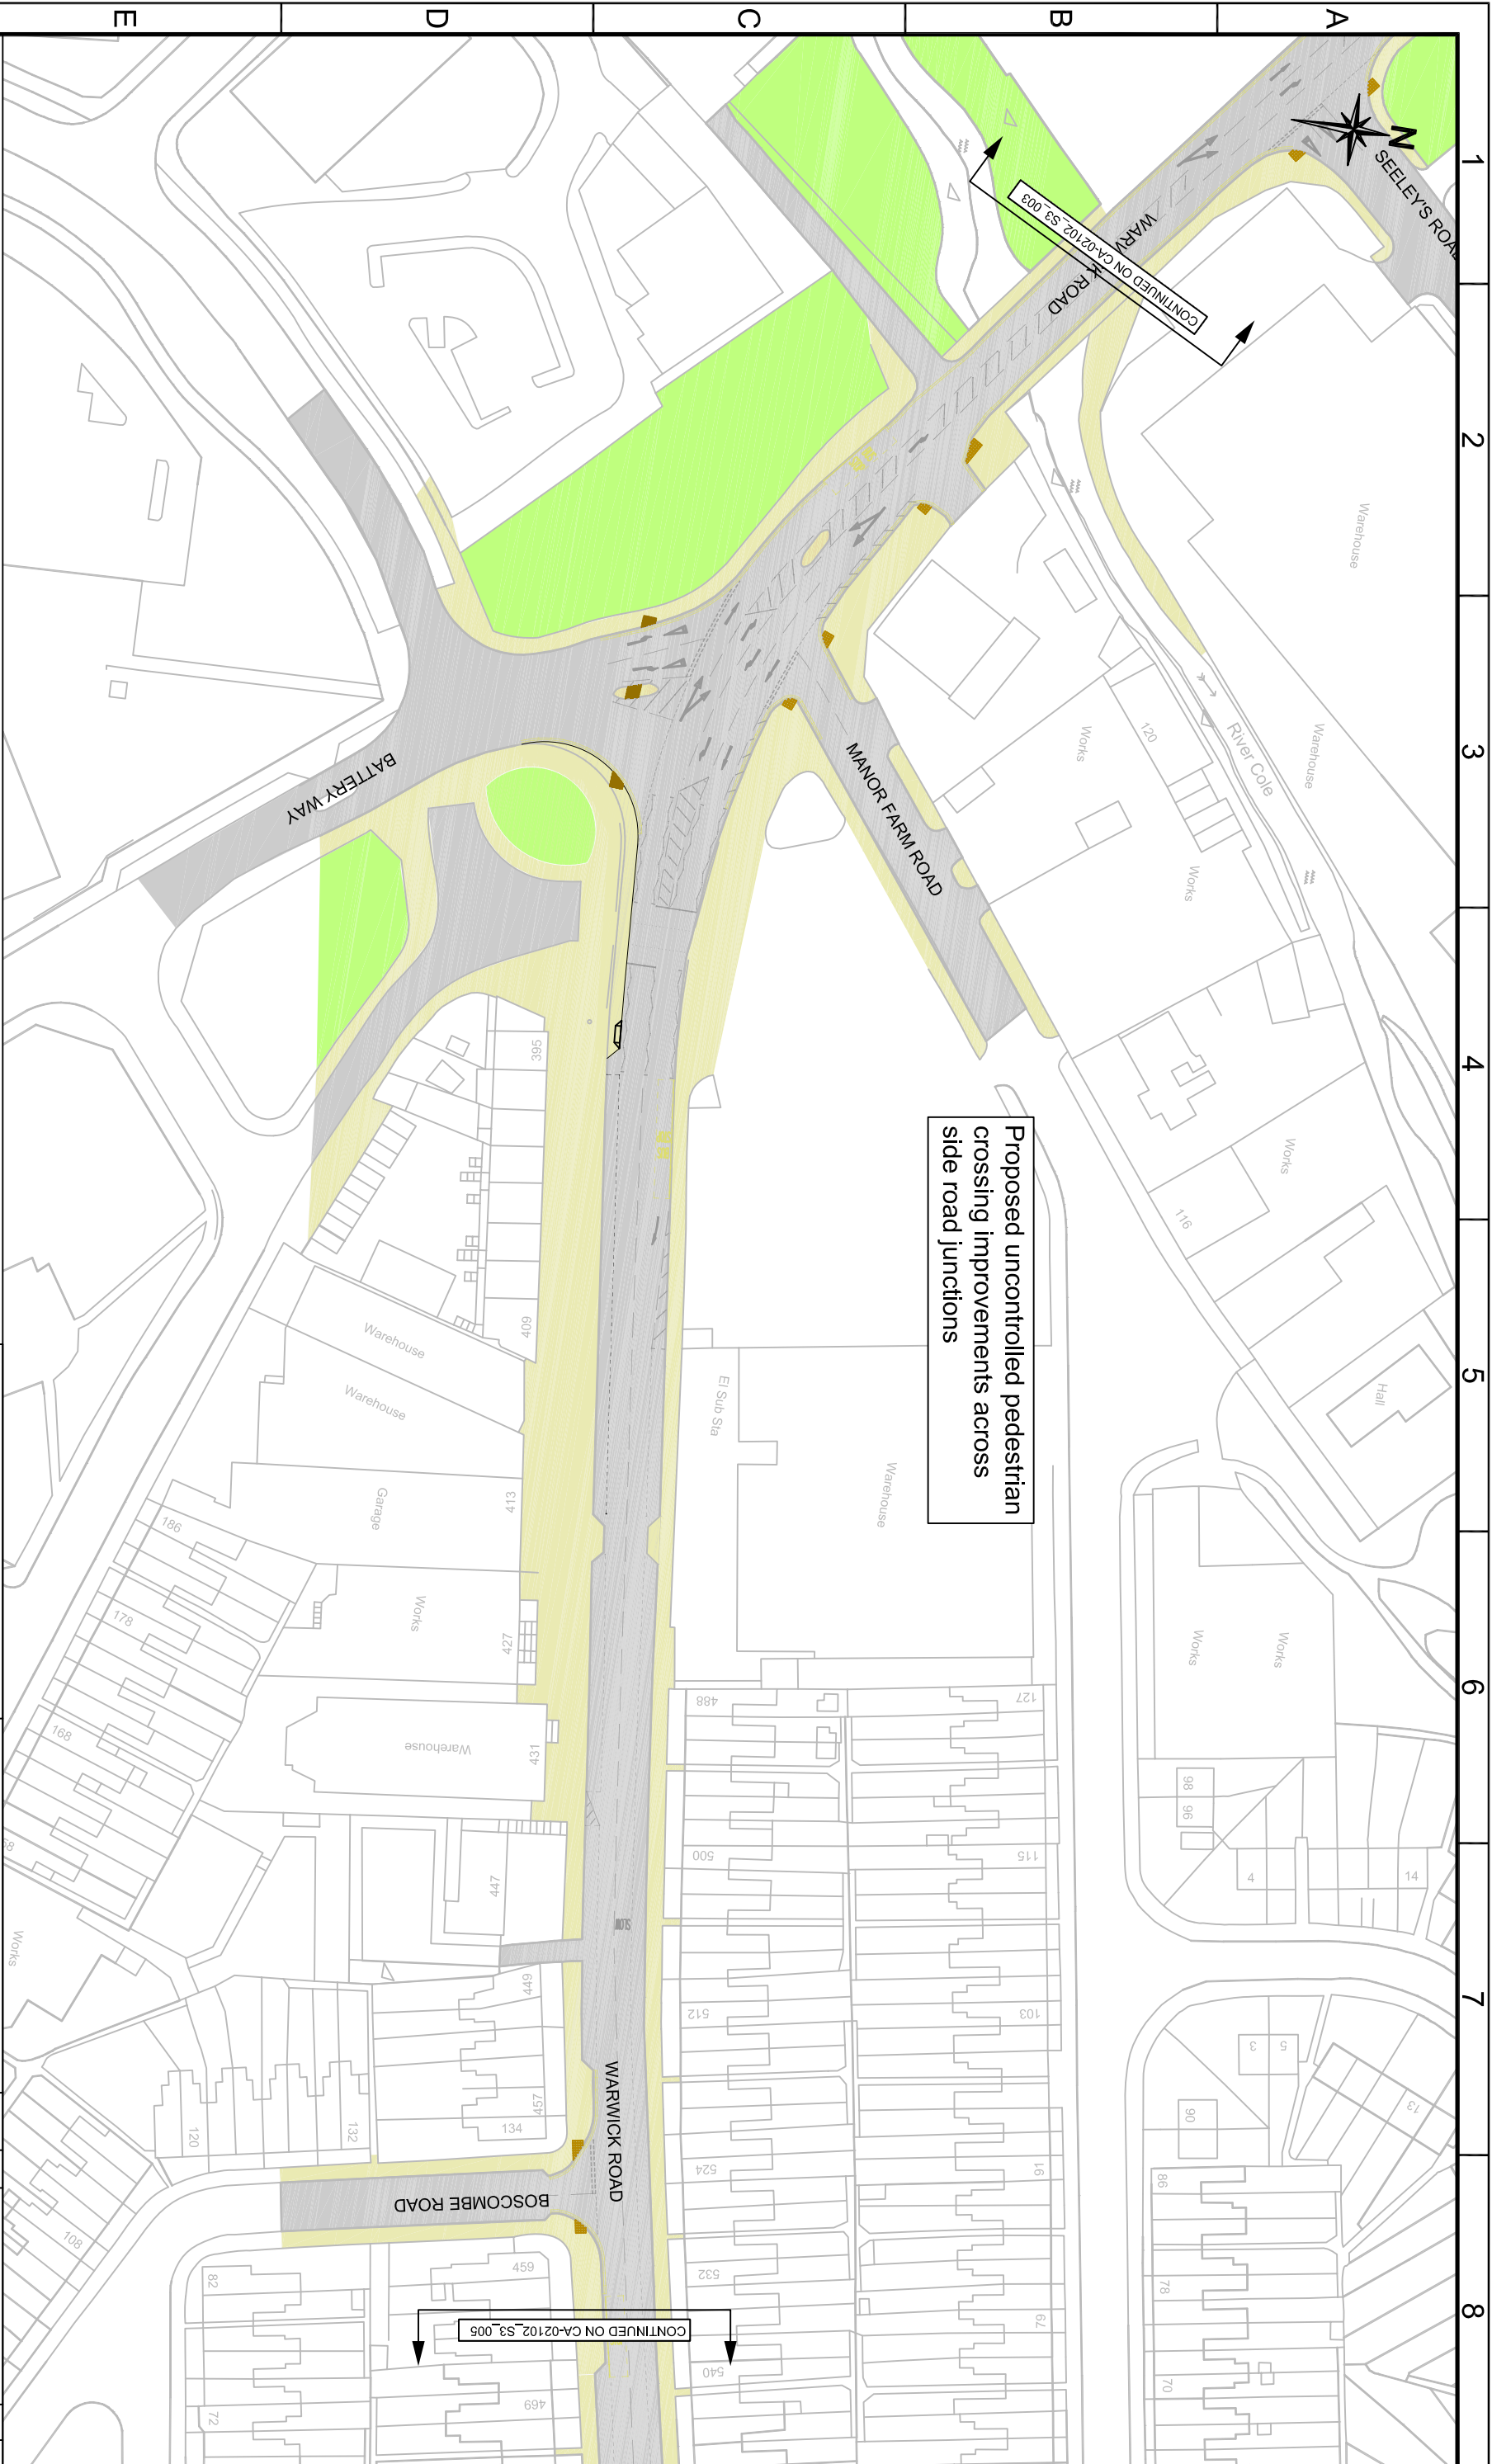 E
D
C
B
A
1
2
3
4
5
6
7
8
N
SEELEY'S ROAD
WARWICK ROAD
CONTINUED ON CA-02102_S3_003
Warehouse
Warehouse
River Cole
120
Works
Works
MANOR FARM ROAD
BATTERY WAY
Proposed uncontrolled pedestrian
crossing improvements across
side road junctions
Works
116
Hall
395
409
Warehouse
Warehouse
El Sub Sta
Warehouse
Garage
413
186
178
168
Works
427
Warehouse
431
488
127
Works
Works
98
96
4
14
500
115
447
SLOW
Works
449
457
134
132
120
512
103
3
5
13
90
WARWICK ROAD
BOSCOMBE ROAD
108
524
91
86
459
82
532
79
78
CONTINUED ON CA-02102_S3_005
540
469
72
70